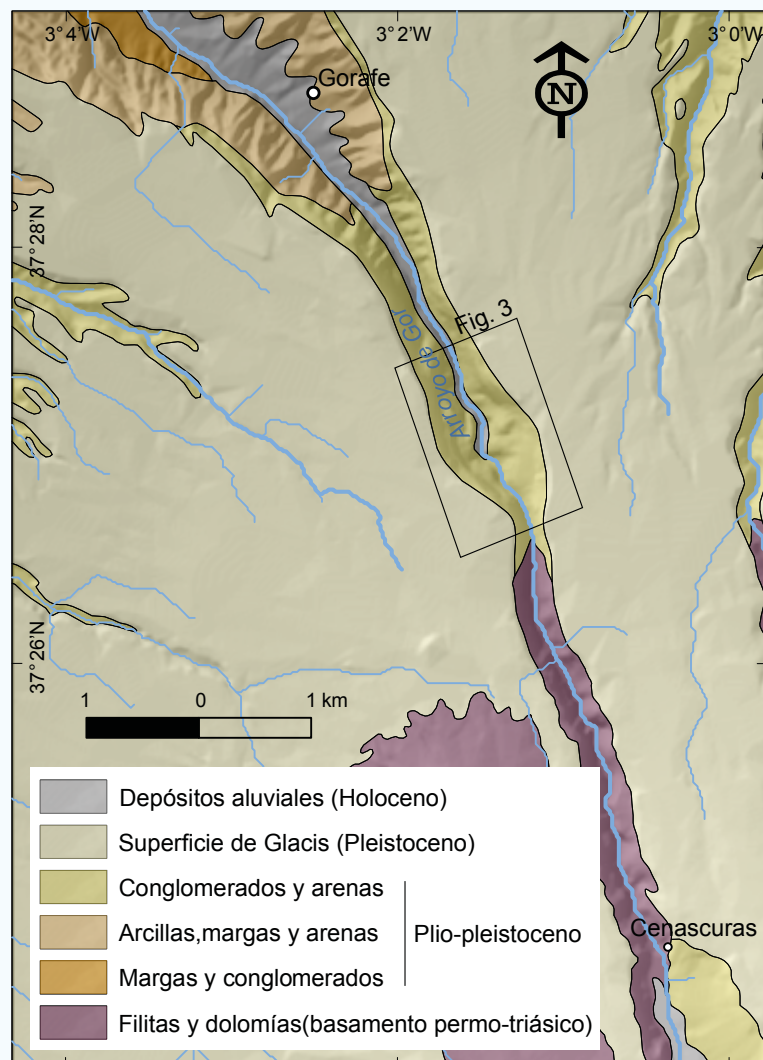 3°4'W
3°2'W
3°0'W
Gorafe
N
37°28'N
Fig. 3
Arroyo de Gor
37°26'N
1 0 1 km
Depósitos aluviales (Holoceno)
Superficie de Glacis (Pleistoceno)
Conglomerados y arenas
Arcillas,margas y arenas
Plio-pleistoceno
Margas y conglomerados
Filitas y dolomías(basamento permo-triásico)
Cenascuras